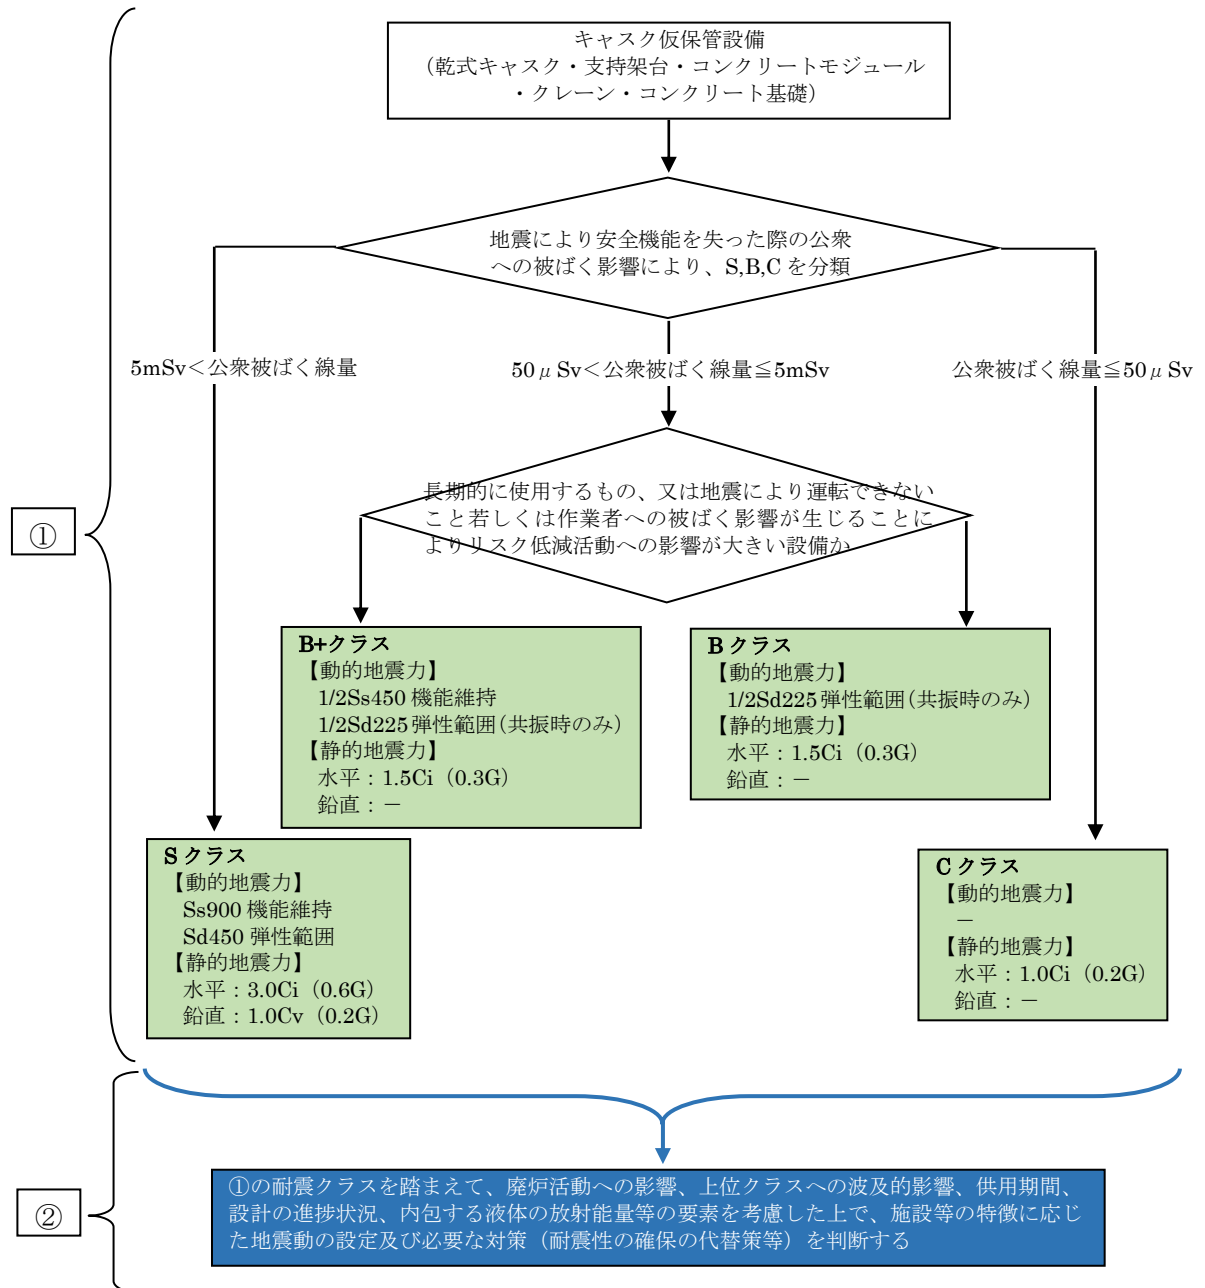 キャスク仮保管設備
（乾式キャスク・支持架台・コンクリートモジュール
・クレーン・コンクリート基礎）
地震により安全機能を失った際の公衆
への被ばく影響により、S,B,C を分類
5mSv＜公衆被ばく線量
50μSv＜公衆被ばく線量≦5mSv
公衆被ばく線量≦50μSv
長期的に使用するもの、又は地震により運転できない
こと若しくは作業者への被ばく影響が生じることに
よりリスク低減活動への影響が大きい設備か
①
B+クラス
【動的地震力】
1/2Ss450 機能維持
1/2Sd225 弾性範囲（共振時のみ）
【静的地震力】
水平：1.5Ci（0.3G）
鉛直：－
B クラス
【動的地震力】
1/2Sd225 弾性範囲（共振時のみ）
【静的地震力】
水平：1.5Ci（0.3G）
鉛直：－
S クラス
【動的地震力】
Ss900 機能維持
Sd450 弾性範囲
【静的地震力】
水平：3.0Ci（0.6G）
鉛直：1.0Cv（0.2G）
C クラス
【動的地震力】
－
【静的地震力】
水平：1.0Ci（0.2G）
鉛直：－
②
①の耐震クラスを踏まえて、廃炉活動への影響、上位クラスへの波及的影響、供用期間、
設計の進捗状況、内包する液体の放射能量等の要素を考慮した上で、施設等の特徴に応じ
た地震動の設定及び必要な対策（耐震性の確保の代替策等）を判断する